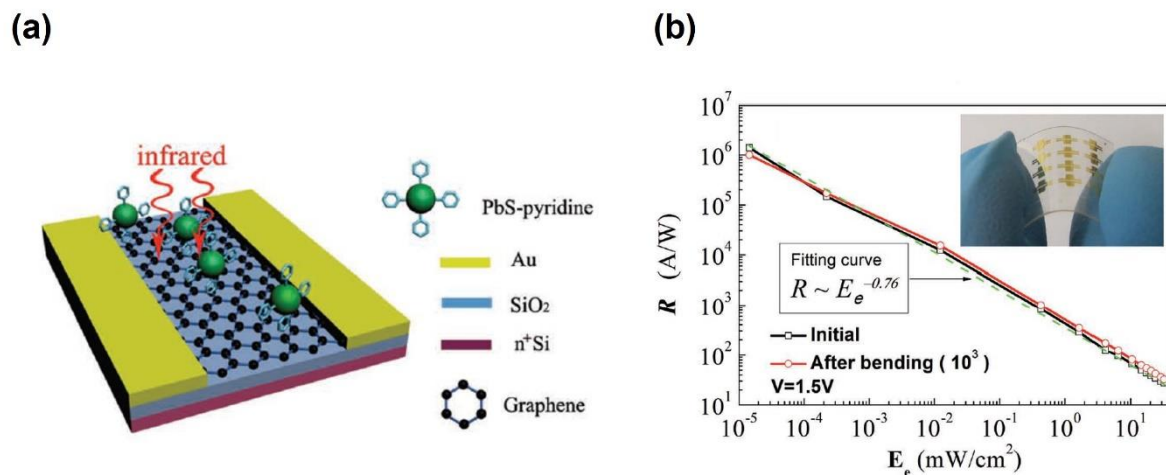 (a)
infrared
PbS-pyridine
Au
SiO₂
n⁺Si
Graphene
(b)
10⁷
10⁶
10⁵
10⁴
10³
10²
10¹
R (A/W)
Fitting curve
R ~ Eₑ⁻⁰·⁷⁶
Initial
After bending ( 10³ )
V=1.5V
10⁻⁵ 10⁻⁴ 10⁻³ 10⁻² 10⁻¹ 10⁰ 10¹
Eₑ (mW/cm²)